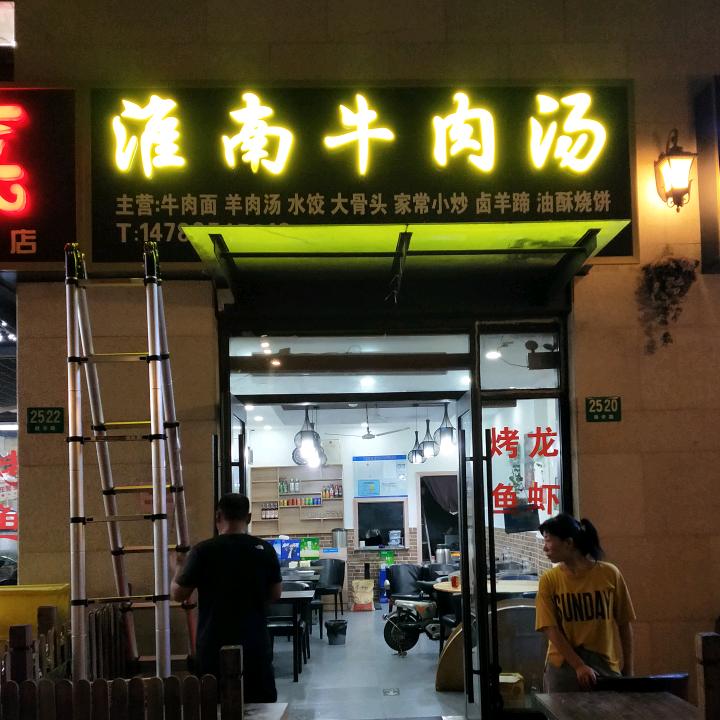 淮南牛肉汤
主营:牛肉面 羊肉汤 水饺 大骨头 家常小炒 卤羊蹄 油酥烧饼
T:147
店
2522
2520
烤 龙
鱼 虾
SUNDAY